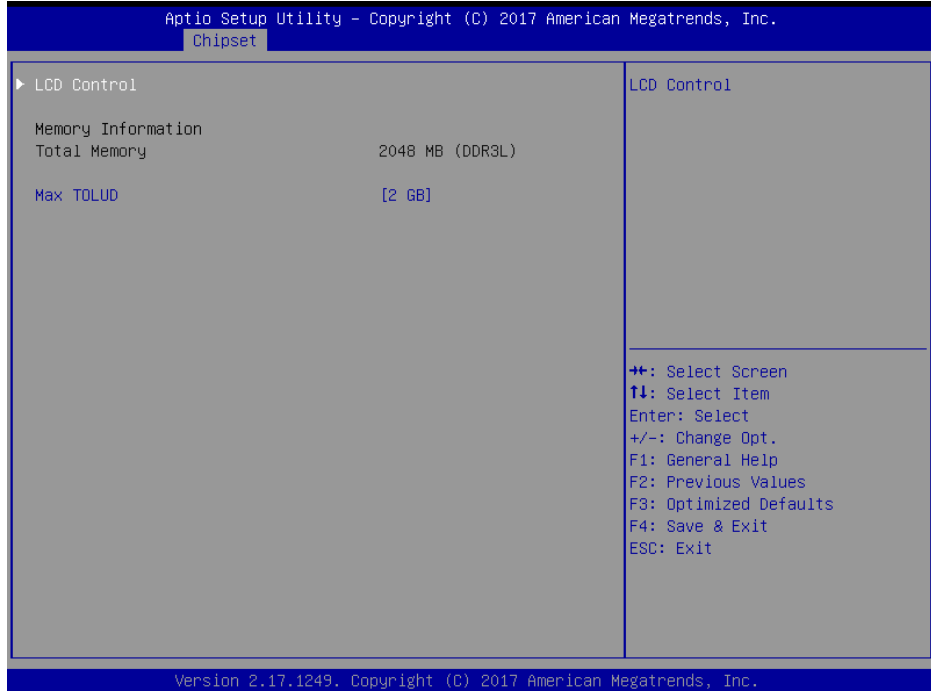 Aptio Setup Utility – Copyright (C) 2017 American Megatrends, Inc.
Chipset
▶ LCD Control
Memory Information
Total Memory 2048 MB (DDR3L)
Max TOLUD [2 GB]
LCD Control
→←: Select Screen
↑↓: Select Item
Enter: Select
+/-: Change Opt.
F1: General Help
F2: Previous Values
F3: Optimized Defaults
F4: Save & Exit
ESC: Exit
Version 2.17.1249. Copyright (C) 2017 American Megatrends, Inc.